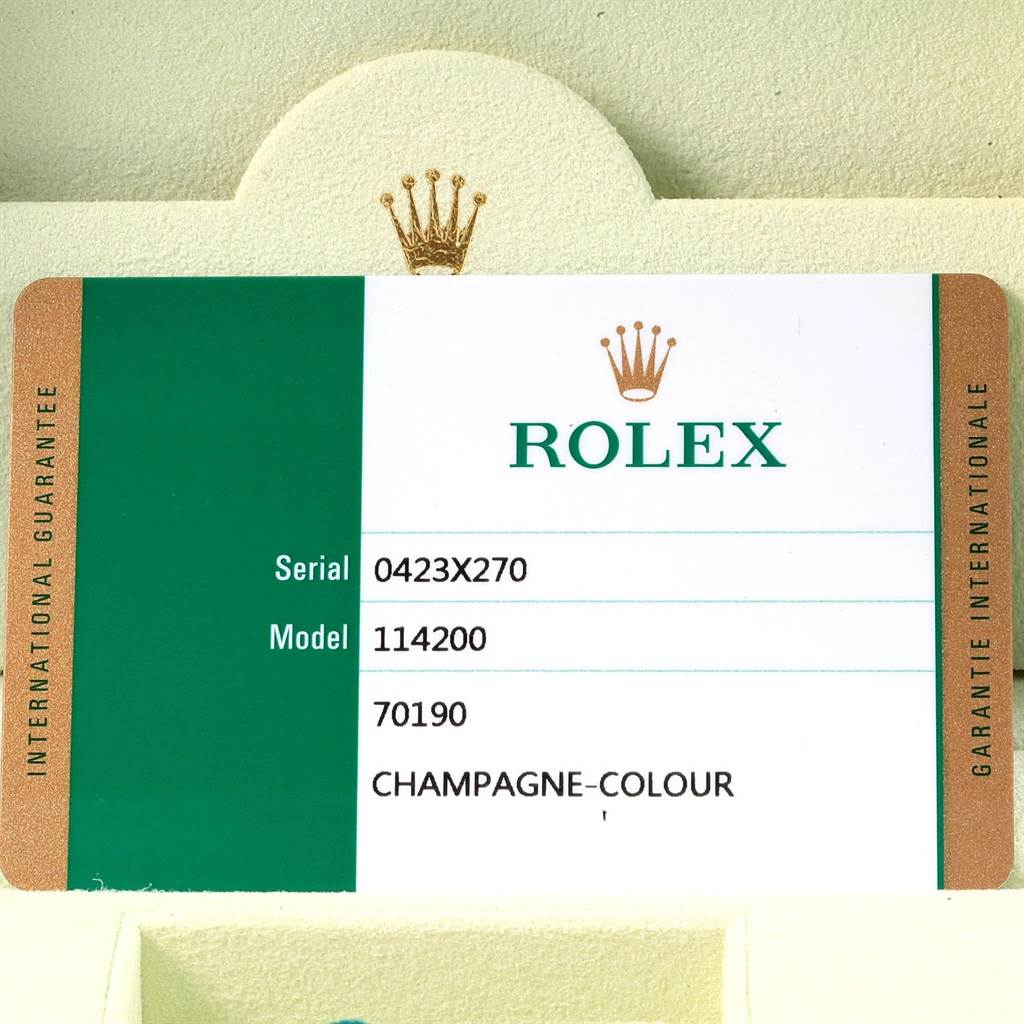 INTERNATIONAL GUARANTEE
ROLEX
Serial 0423X270
Model 114200
70190
CHAMPAGNE-COLOUR
GARANTIE INTERNATIONALE